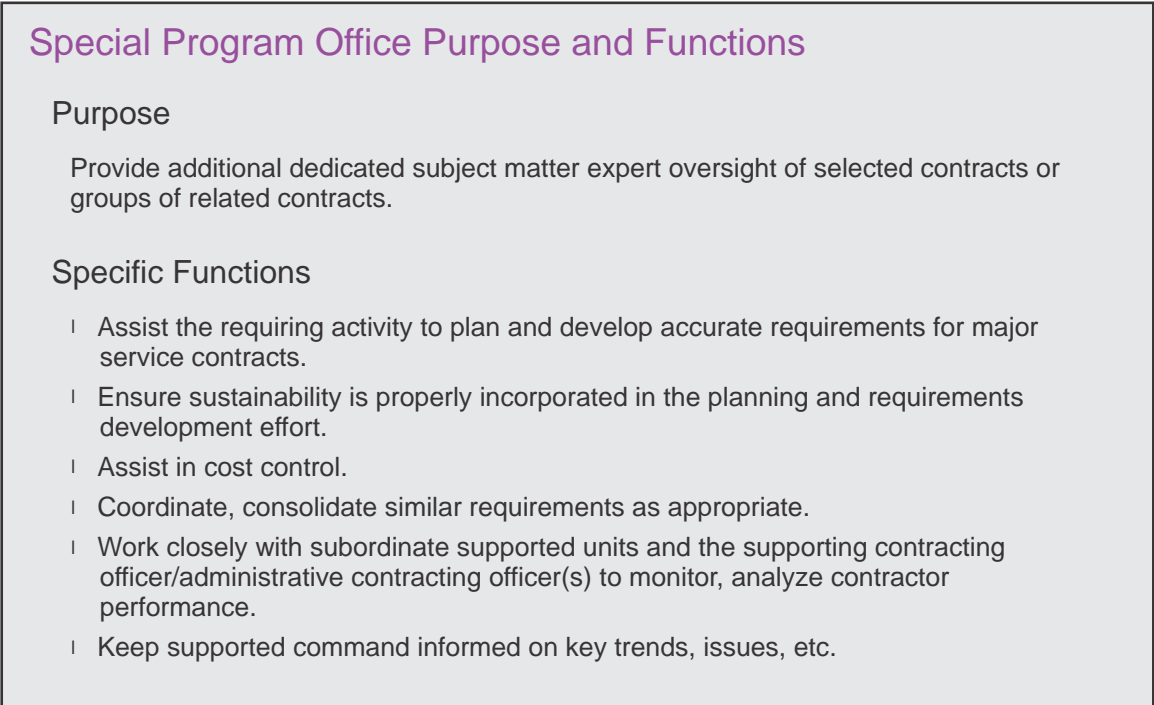 Special Program Office Purpose and Functions
Purpose
Provide additional dedicated subject matter expert oversight of selected contracts or
groups of related contracts.
Specific Functions
l Assist the requiring activity to plan and develop accurate requirements for major
service contracts.
l Ensure sustainability is properly incorporated in the planning and requirements
development effort.
l Assist in cost control.
l Coordinate, consolidate similar requirements as appropriate.
l Work closely with subordinate supported units and the supporting contracting
officer/administrative contracting officer(s) to monitor, analyze contractor
performance.
l Keep supported command informed on key trends, issues, etc.